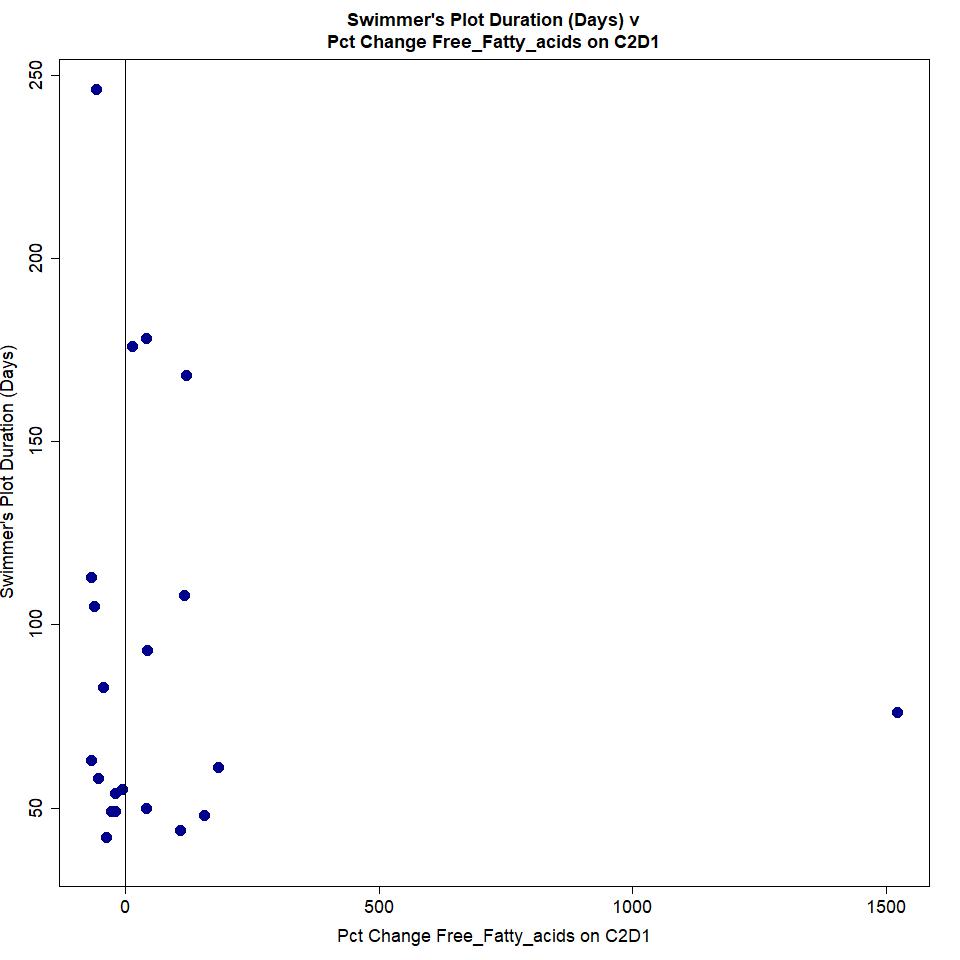 Swimmer's Plot Duration (Days) v
Pct Change Free_Fatty_acids on C2D1
Swimmer's Plot Duration (Days)
250
200
150
100
50
0 500 1000 1500
Pct Change Free_Fatty_acids on C2D1